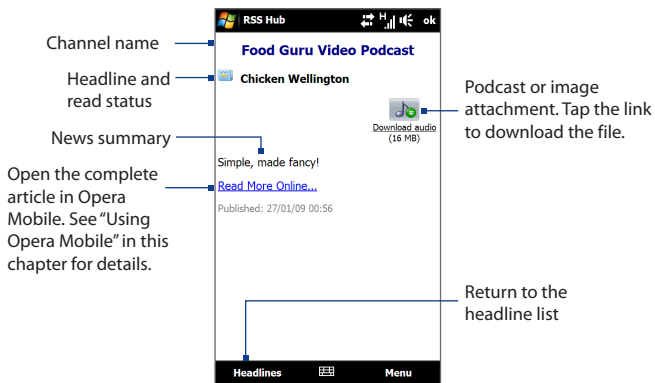 RSS Hub
H
ok
Channel name
Food Guru Video Podcast
Headline and
read status
Chicken Wellington
Podcast or image
attachment. Tap the link
to download the file.
Download audio
(16 MB)
News summary
Simple, made fancy!
Open the complete
article in Opera
Mobile. See “Using
Opera Mobile” in this
chapter for details.
Read More Online...
Published: 27/01/09 00:56
Return to the
headline list
Headlines
Menu